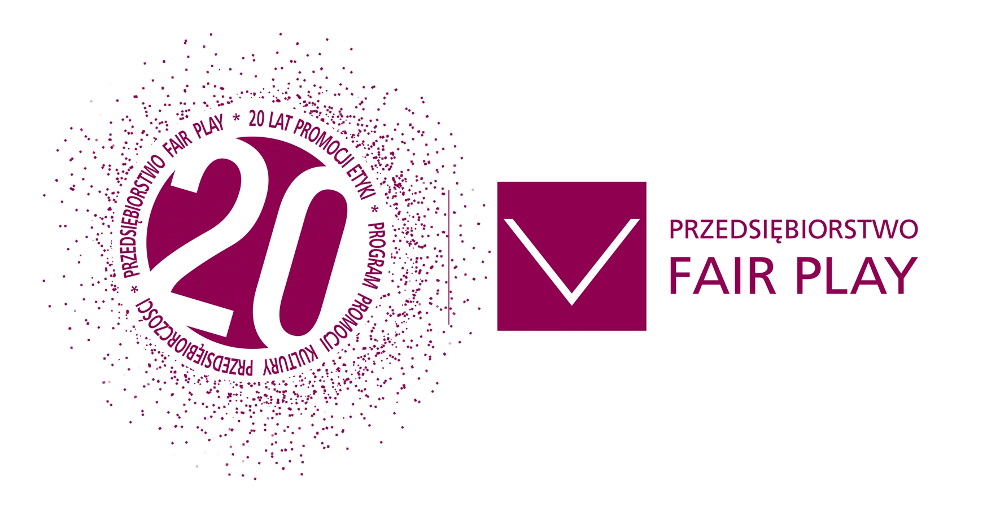 * 20 LAT PROMOCJI ETYKI * PROGRAM PROMOCJI KULTURY PRZEDSIĘBIORCZOŚCI * PRZEDSIĘBIORSTWO FAIR PLAY
20
PRZEDSIĘBIORSTWO
FAIR PLAY